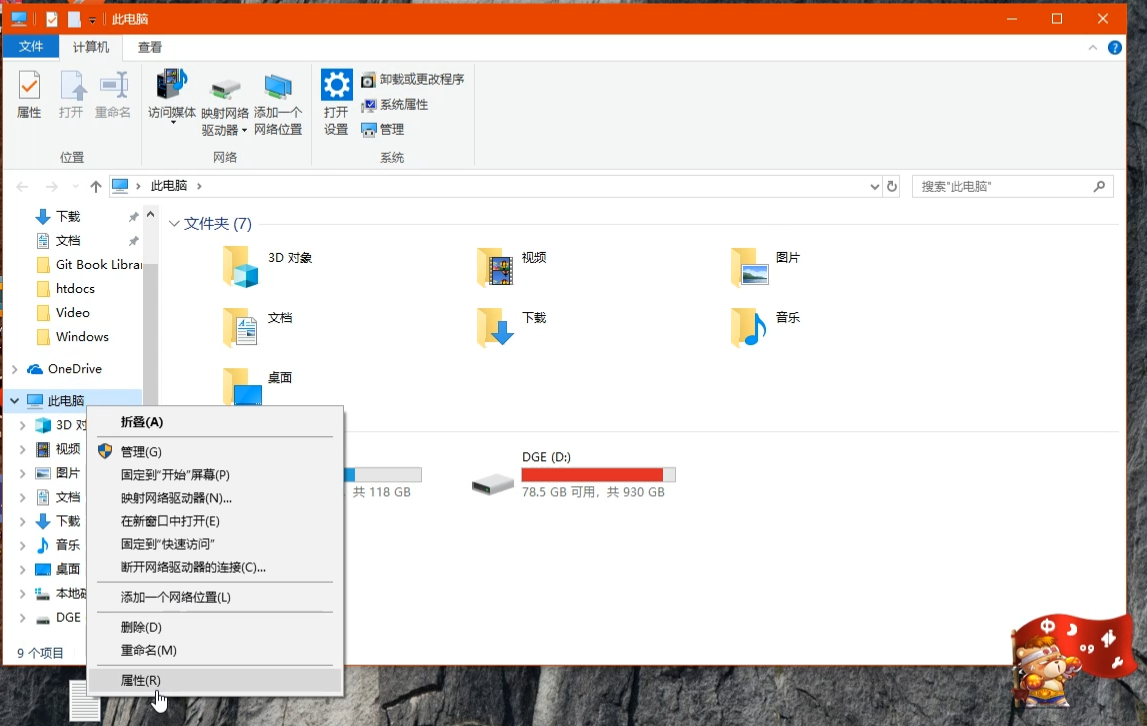 此电脑
文件
计算机
查看
属性
打开
重命名
访问媒体
映射网络
驱动器
添加一个
网络位置
打开
设置
卸载或更改程序
系统属性
管理
位置
网络
系统
此电脑
搜索"此电脑"
下载
文档
Git Book Librar
htdocs
Video
Windows
OneDrive
此电脑
3D 对
视频
图片
文档
下载
音乐
桌面
本地磁
DGE
9 个项目
文件夹 (7)
3D 对象
视频
图片
文档
下载
音乐
桌面
共 118 GB
DGE (D:)
78.5 GB 可用，共 930 GB
折叠(A)
管理(G)
固定到"开始"屏幕(P)
映射网络驱动器(N)...
在新窗口中打开(E)
固定到"快速访问"
断开网络驱动器的连接(C)...
添加一个网络位置(L)
删除(D)
重命名(M)
属性(R)
中